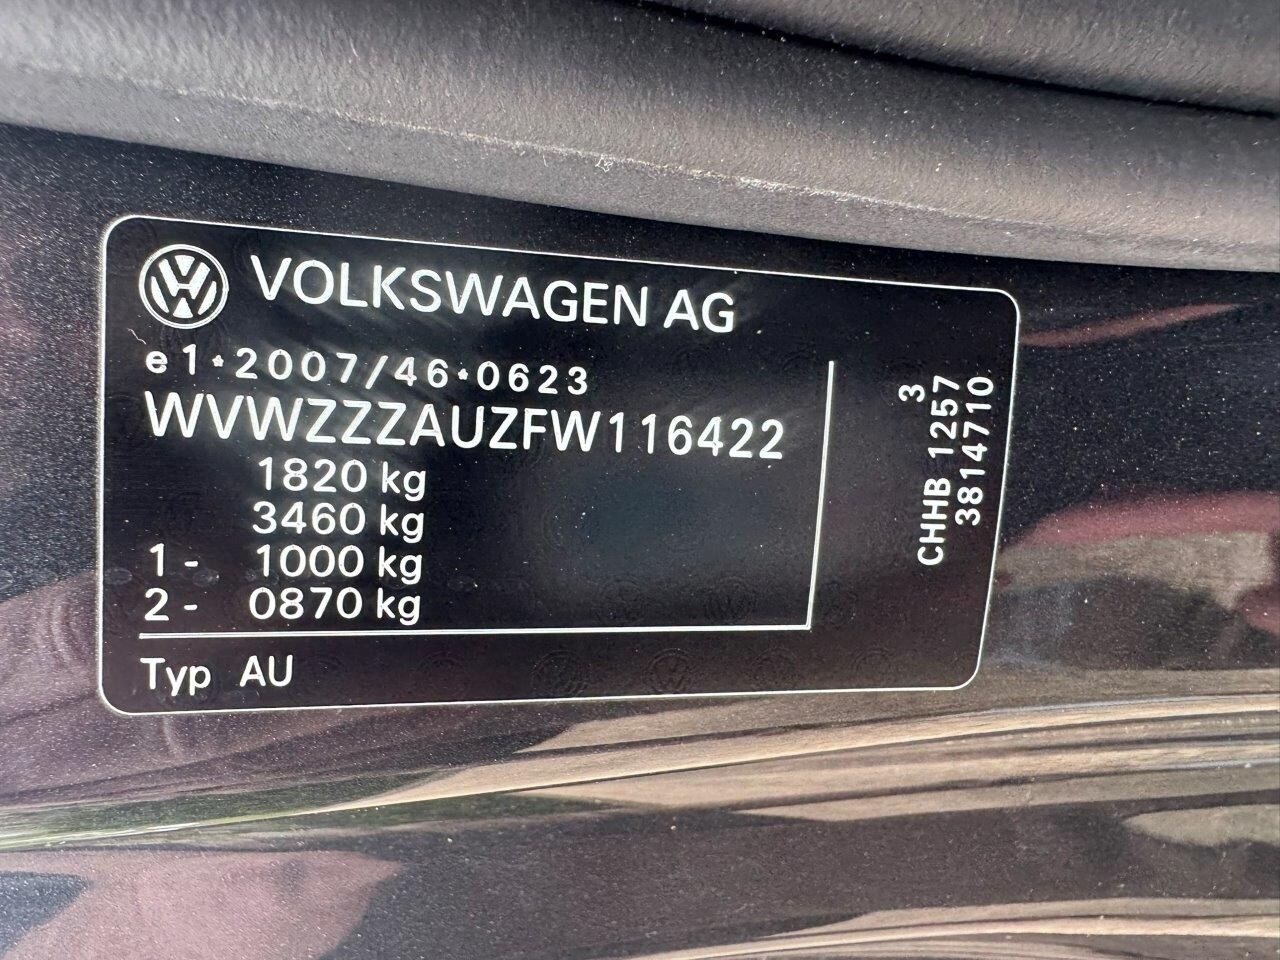 VOLKSWAGEN AG
e1*2007/46*0623
WVWZZZAUZFW116422
1820 kg
3460 kg
1 - 1000 kg
2 - 0870 kg
Typ AU
3
CHHB 1257
3814710